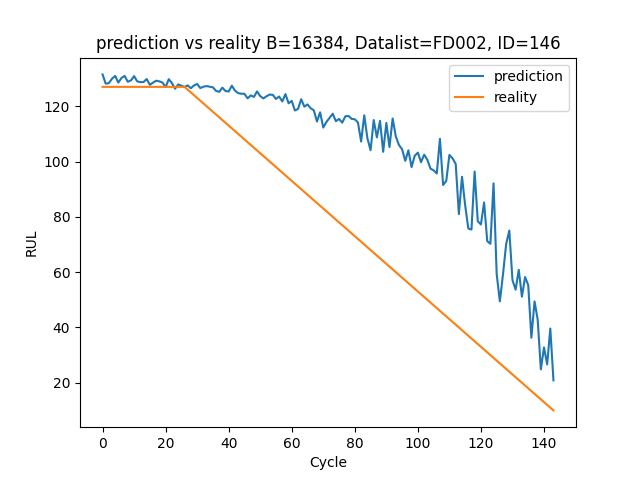 prediction vs reality B=16384, Datalist=FD002, ID=146
prediction
reality
RUL
120
100
80
60
40
20
0 20 40 60 80 100 120 140
Cycle